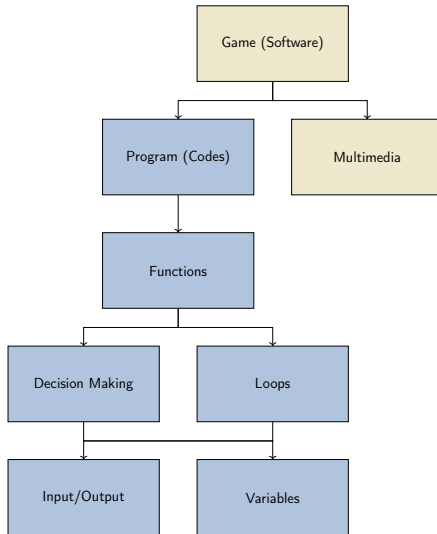 Game (Software)
Program (Codes)
Multimedia
Functions
Decision Making
Loops
Input/Output
Variables